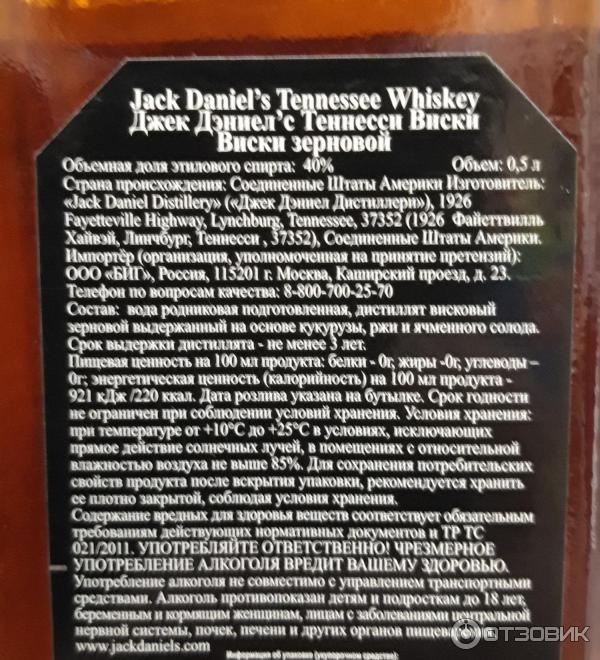 Jack Daniel's Tennessee Whiskey
Джек Дэниел'с Теннесси Виски
Виски зерновой
Объемная доля этилового спирта: 40% Объем: 0,5 л
Страна происхождения: Соединенные Штаты Америки Изготовитель:
«Jack Daniel Distillery» («Джек Дэниел Дистиллери»), 1926
Fayetteville Highway, Lynchburg, Tennessee, 37352 (1926 Файеттвилль
Хайвэй, Линчбург, Теннесси , 37352), Соединенные Штаты Америки.
Импортёр (организация, уполномоченная на принятие претензий):
ООО «БИГ», Россия, 115201 г. Москва, Каширский проезд, д. 23.
Телефон по вопросам качества: 8-800-700-25-70
Состав: вода родниковая подготовленная, дистиллят висковый
зерновой выдержанный на основе кукурузы, ржи и ячменного солода.
Срок выдержки дистиллята - не менее 3 лет.
Пищевая ценность на 100 мл продукта: белки - 0г, жиры -0г, углеводы –
0г; энергетическая ценность (калорийность) на 100 мл продукта -
921 кДж /220 ккал. Дата розлива указана на бутылке. Срок годности
не ограничен при соблюдении условий хранения. Условия хранения:
при температуре от +10°С до +25°С в условиях, исключающих
прямое действие солнечных лучей, в помещениях с относительной
влажностью воздуха не выше 85%. Для сохранения потребительских
свойств продукта после вскрытия упаковки, рекомендуется хранить
ее плотно закрытой, соблюдая условия хранения.
Содержание вредных для здоровья веществ соответствует обязательным
требованиям действующих нормативных документов и ТР ТС
021/2011. УПОТРЕБЛЯЙТЕ ОТВЕТСТВЕННО! ЧРЕЗМЕРНОЕ
УПОТРЕБЛЕНИЕ АЛКОГОЛЯ ВРЕДИТ ВАШЕМУ ЗДОРОВЬЮ.
Употребление алкоголя не совместимо с управлением транспортными
средствами. Алкоголь противопоказан детям и подросткам до 18 лет,
беременным и кормящим женщинам, лицам с заболеваниями центральной
нервной системы, почек, печени и других органов
www.jackdaniels.com
ОТЗОВИК
Информация об упаковке (укупорочном средстве):